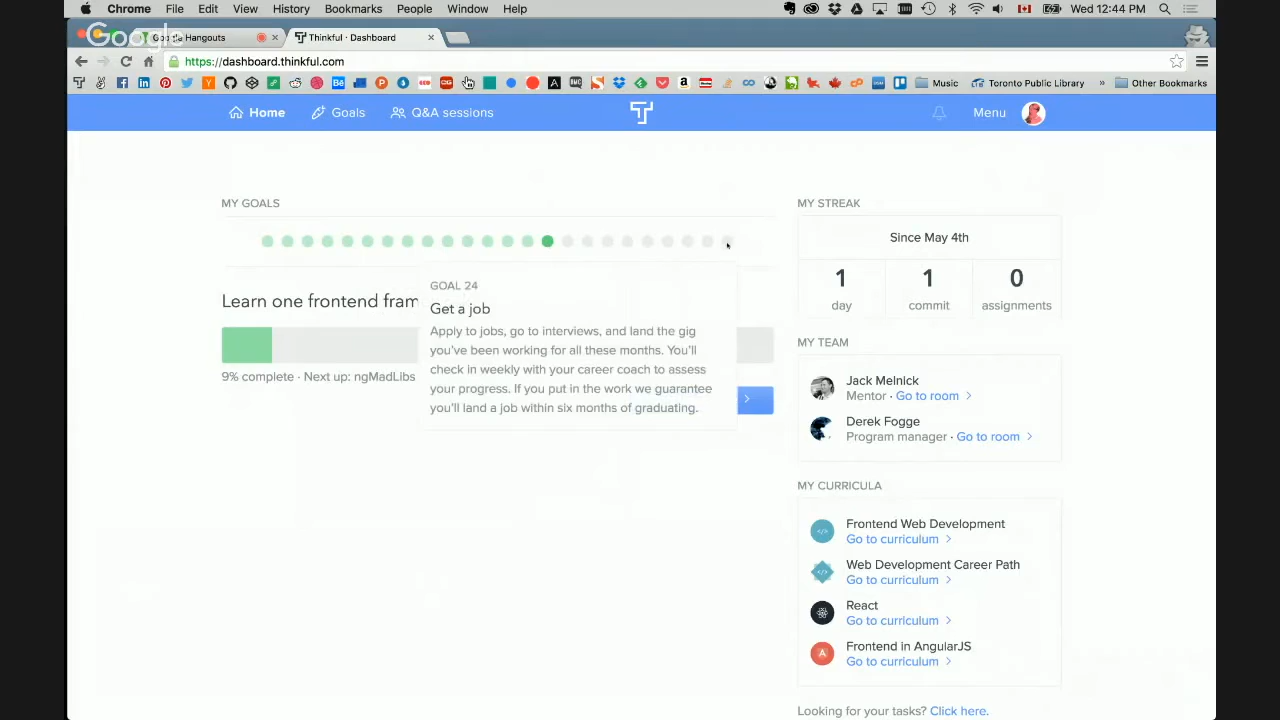 Chrome File Edit View History Bookmarks People Window Help Wed 12:44 PM
Google
Google Hangouts Thinkful · Dashboard
https://dashboard.thinkful.com
Music Toronto Public Library » Other Bookmarks
Home Goals Q&A sessions Menu
MY GOALS
GOAL 24
Get a job
Apply to jobs, go to interviews, and land the gig
you've been working for all these months. You'll
check in weekly with your career coach to assess
your progress. If you put in the work we guarantee
you'll land a job within six months of graduating.
Learn one frontend fram
9% complete · Next up: ngMadLibs
MY STREAK
Since May 4th
1 1 0
day commit assignments
MY TEAM
Jack Melnick
Mentor · Go to room >
Derek Fogge
Program manager · Go to room >
MY CURRICULA
Frontend Web Development
Go to curriculum >
Web Development Career Path
Go to curriculum >
React
Go to curriculum >
Frontend in AngularJS
Go to curriculum >
Looking for your tasks? Click here.